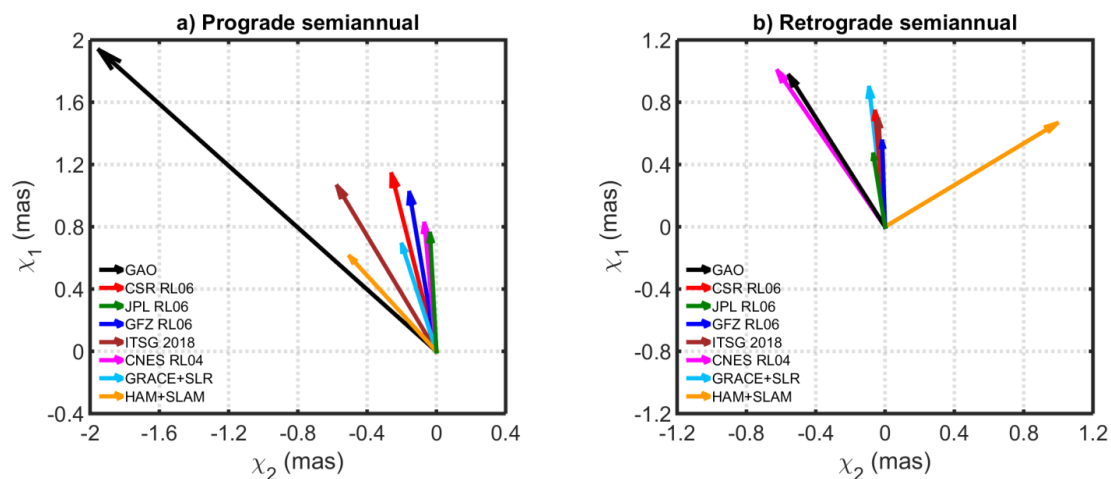 a) Prograde semiannual
2
1.6
1.2
0.8
0.4
0
-0.4
χ1 (mas)
GAO
CSR RL06
JPL RL06
GFZ RL06
ITSG 2018
CNES RL04
GRACE+SLR
HAM+SLAM
-2 -1.6 -1.2 -0.8 -0.4 0 0.4
χ2 (mas)
b) Retrograde semiannual
1.2
0.8
0.4
0
-0.4
-0.8
-1.2
χ1 (mas)
GAO
CSR RL06
JPL RL06
GFZ RL06
ITSG 2018
CNES RL04
GRACE+SLR
HAM+SLAM
-1.2 -0.8 -0.4 0 0.4 0.8 1.2
χ2 (mas)